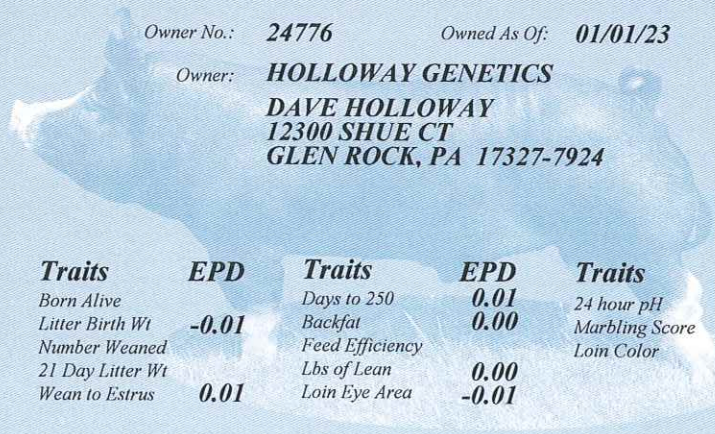 Owner No.: 24776 Owned As Of: 01/01/23
Owner: HOLLOWAY GENETICS
DAVE HOLLOWAY
12300 SHUE CT
GLEN ROCK, PA 17327-7924
Traits EPD Traits EPD Traits
Born Alive Days to 250 0.01 24 hour pH
Litter Birth Wt -0.01 Backfat 0.00 Marbling Score
Number Weaned Feed Efficiency Loin Color
21 Day Litter Wt Lbs of Lean 0.00
Wean to Estrus 0.01 Loin Eye Area -0.01